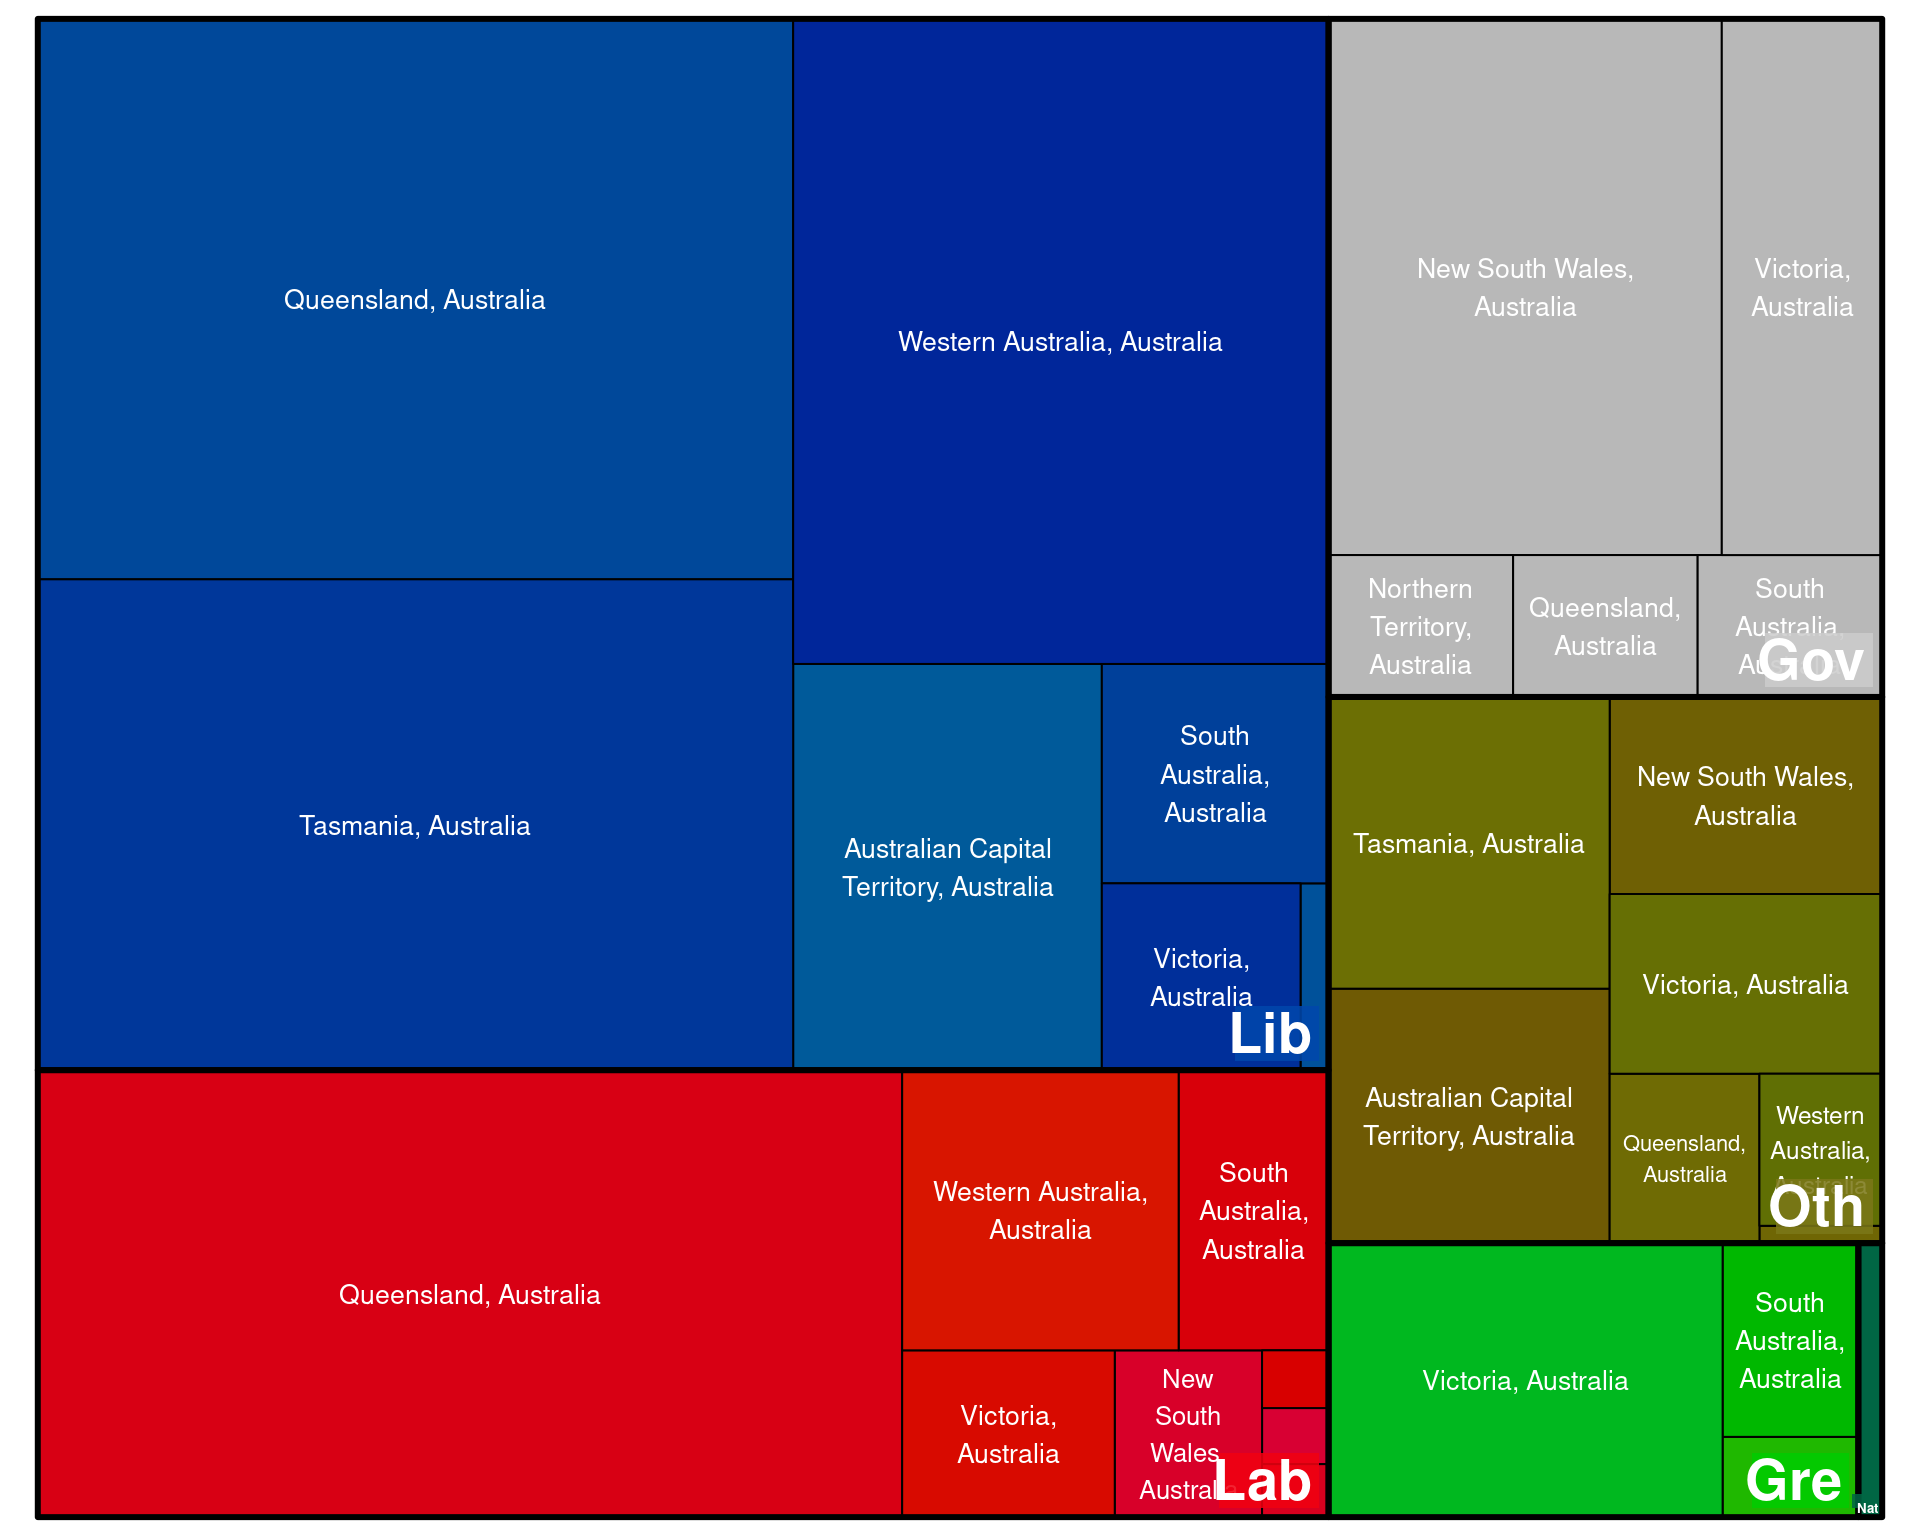 Queensland, Australia
Western Australia, Australia
Tasmania, Australia
Australian Capital
Territory, Australia
South
Australia,
Australia
Victoria,
Australia
Lib
New South Wales,
Australia
Victoria,
Australia
Northern
Territory,
Australia
Queensland,
Australia
South
Australia,
Australia
Gov
Tasmania, Australia
New South Wales,
Australia
Victoria, Australia
Australian Capital
Territory, Australia
Queensland,
Australia
Western
Australia,
Australia
Oth
Queensland, Australia
Western Australia,
Australia
South
Australia,
Australia
Victoria,
Australia
New
South
Wales,
Australia
Lab
Victoria, Australia
South
Australia,
Australia
Gre
Nat